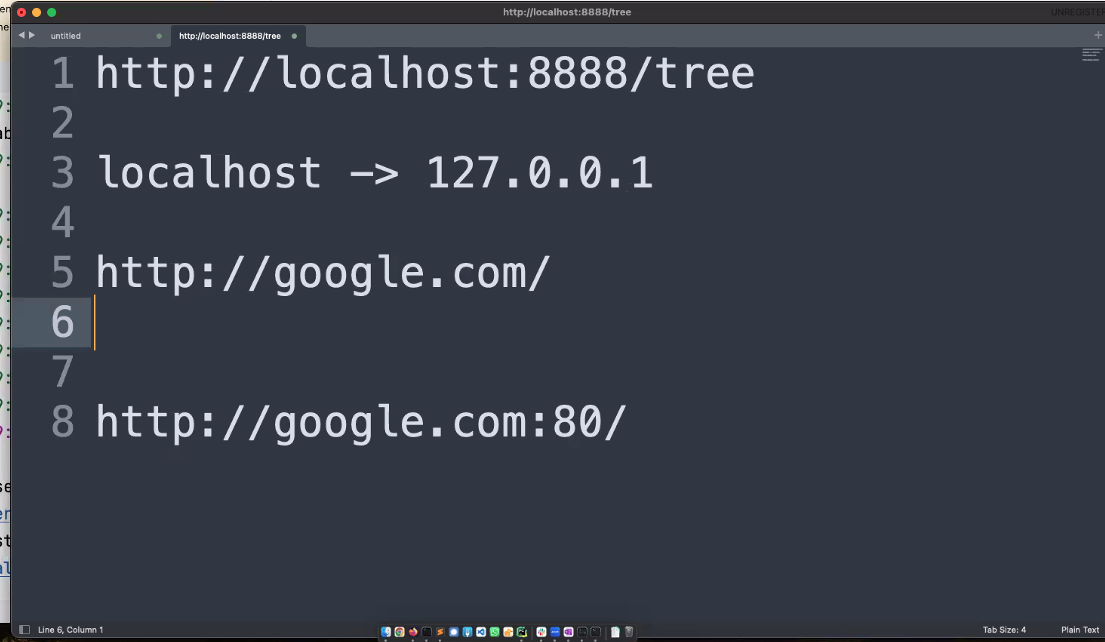 http://localhost:8888/tree
UNREGISTER
untitled
http://localhost:8888/tree
1 http://localhost:8888/tree
2
3 localhost -> 127.0.0.1
4
5 http://google.com/
6
7
8 http://google.com:80/
Line 6, Column 1
Tab Size: 4
Plain Text